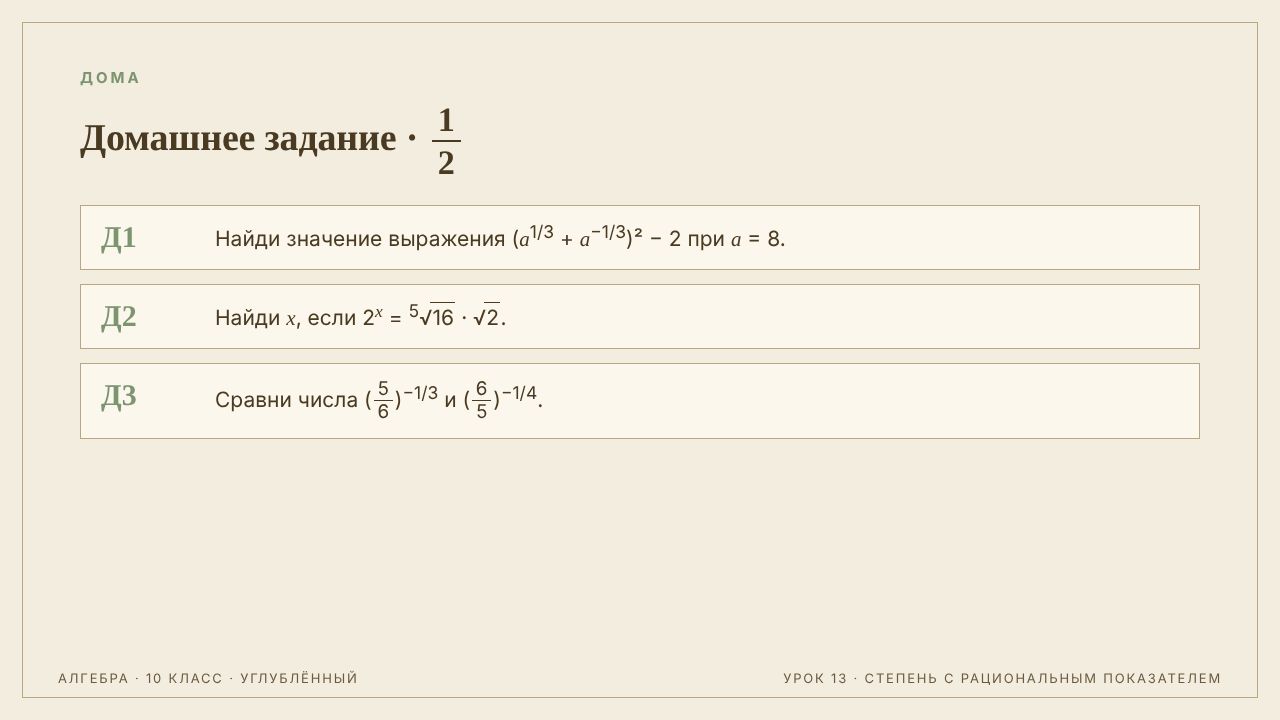 ДОМА
Домашнее задание · 1/2
Д1 Найди значение выражения (a^(1/3) + a^(−1/3))² − 2 при a = 8.
Д2 Найди x, если 2^x = ⁵√16 · √2.
Д3 Сравни числа (5/6)^(−1/3) и (6/5)^(−1/4).
АЛГЕБРА · 10 КЛАСС · УГЛУБЛЁННЫЙ
УРОК 13 · СТЕПЕНЬ С РАЦИОНАЛЬНЫМ ПОКАЗАТЕЛЕМ